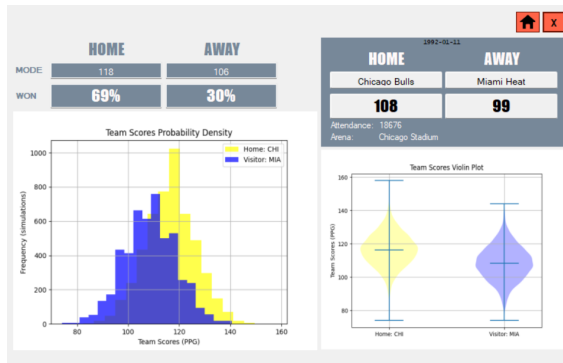 X
HOME AWAY
MODE 118 106
WON 69% 30%
1992-01-11
HOME AWAY
Chicago Bulls Miami Heat
108 99
Attendance: 18676
Arena: Chicago Stadium
Team Scores Probability Density
Home: CHI
Visitor: MIA
1000
800
600
400
200
0
Frequency (simulations)
80 100 120 140 160
Team Scores (PPG)
Team Scores Violin Plot
160
140
120
100
80
Team Scores (PPG)
Home: CHI Visitor: MIA